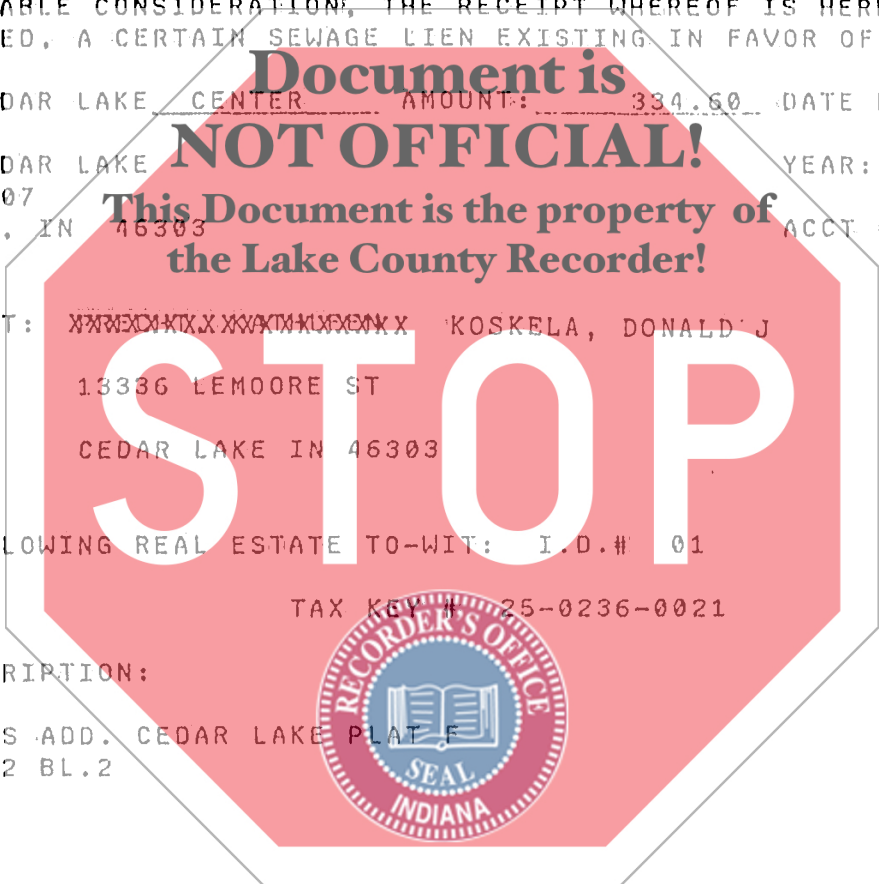 ABLE CONSIDERATION, THE RECEIPT WHEREOF IS HER
ED, A CERTAIN SEWAGE LIEN EXISTING IN FAVOR OF
Document is
DAR LAKE CENTER AMOUNT: 334.60 DATE
NOT OFFICIAL!
DAR LAKE YEAR:
07
This Document is the property of
, IN 46303 ACCT
the Lake County Recorder!
T: KOSKELA, DONALD J
STOP
13336 LEMOORE ST
CEDAR LAKE IN 46303
LOWING REAL ESTATE TO-WIT: I.D.# 01
TAX KEY # 25-0236-0021
RECORDER'S OFFICE
RIPTION:
S ADD. CEDAR LAKE PLAT F
2 BL.2
SEAL
INDIANA